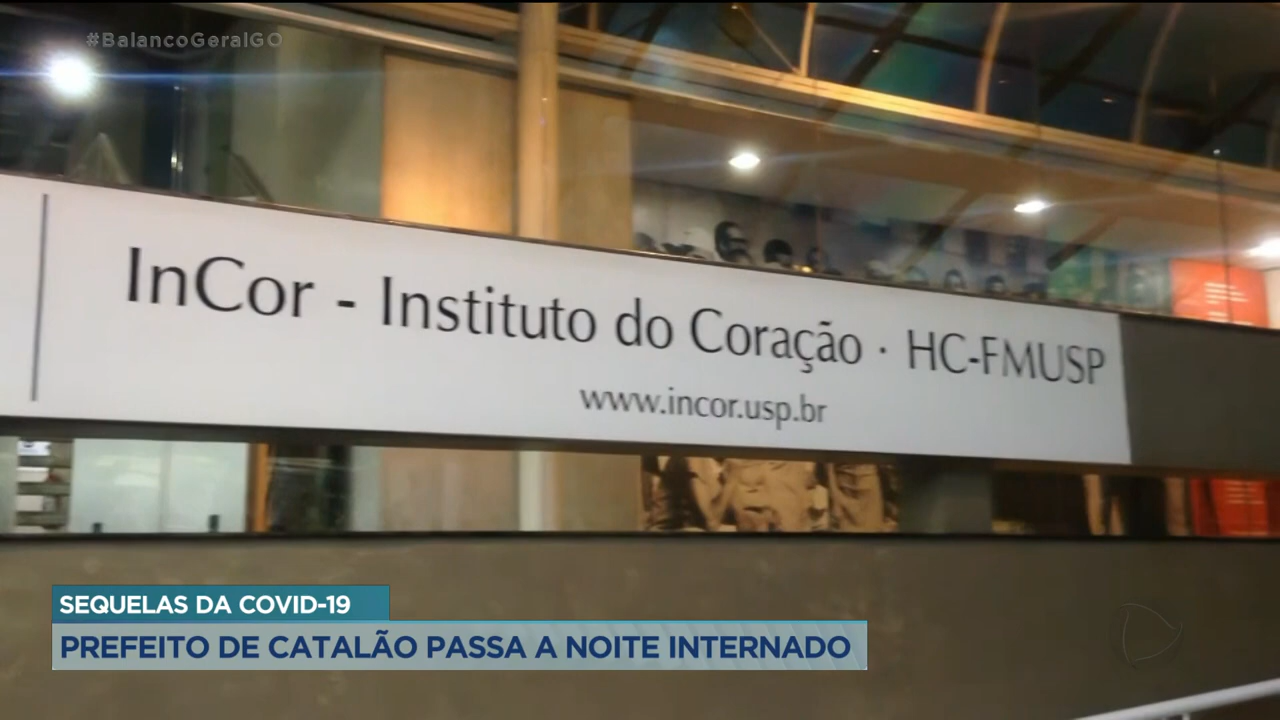 #BalancoGeralGO
InCor - Instituto do Coração · HC-FMUSP
www.incor.usp.br
SEQUELAS DA COVID-19
PREFEITO DE CATALÃO PASSA A NOITE INTERNADO